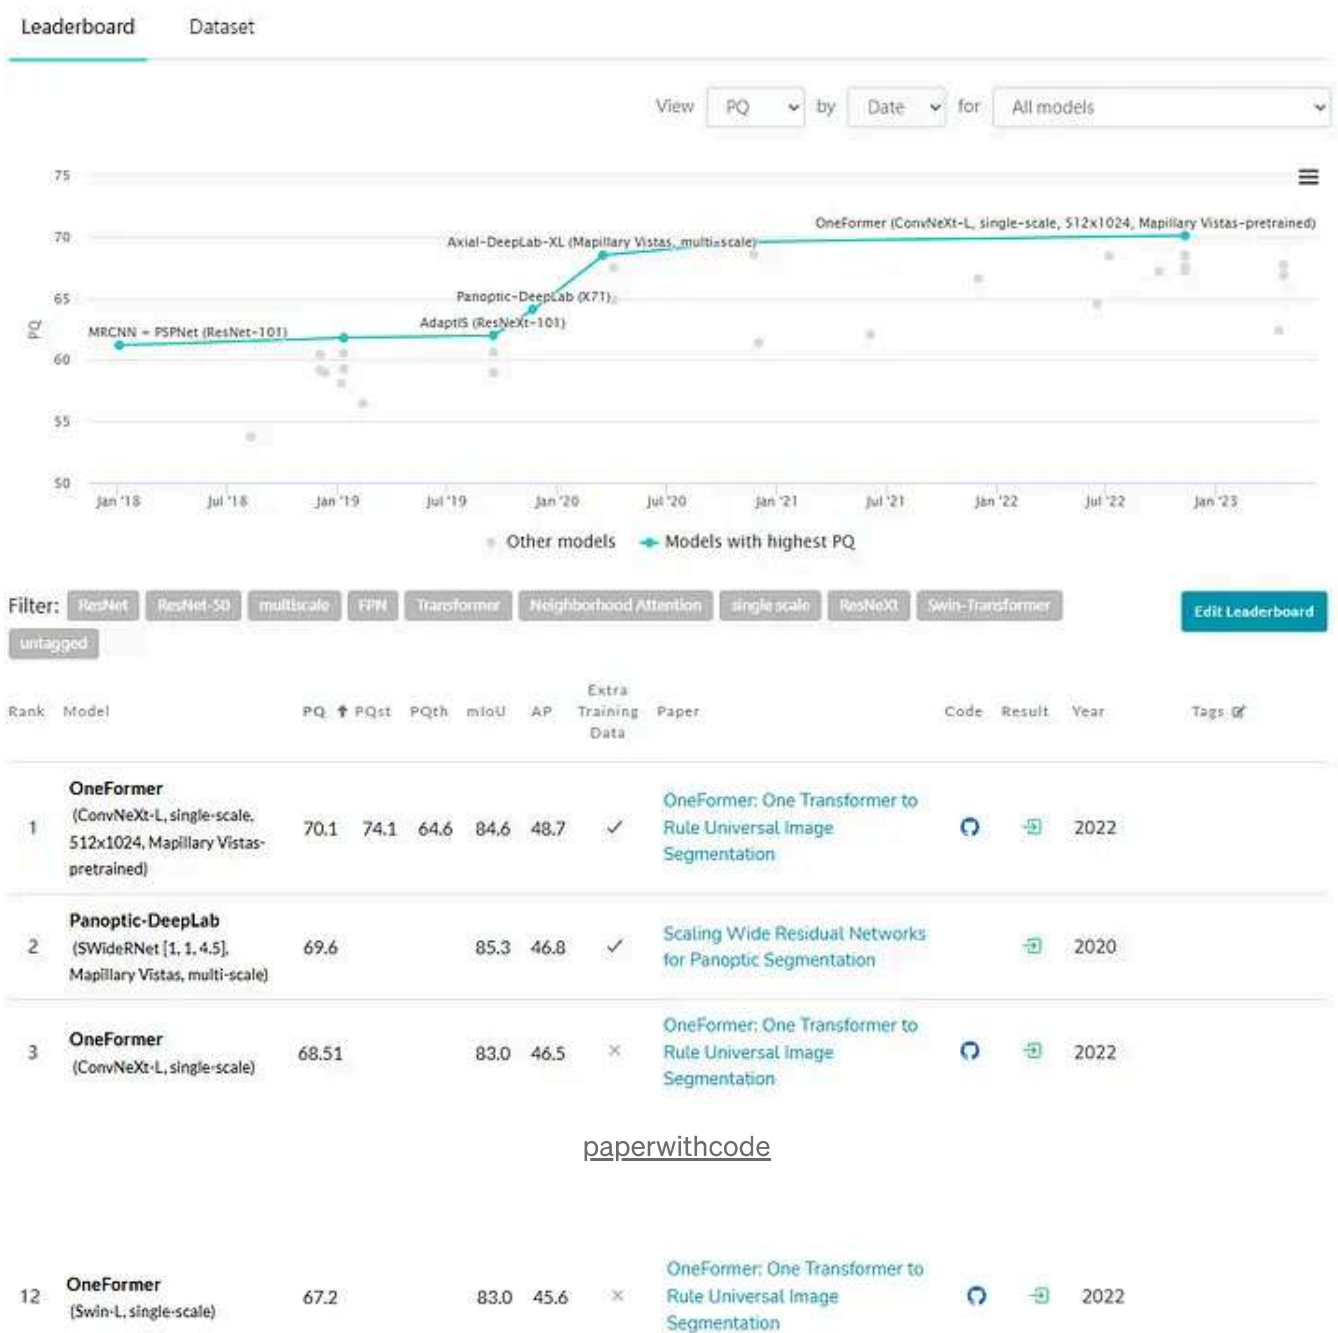 Leaderboard Dataset
View PQ by Date for All models
75
70
65
60
55
50
PQ
OneFormer (ConvNeXt-L, single-scale, 512x1024, Mapillary Vistas-pretrained)
Axial-DeepLab-XL (Mapillary Vistas, multi-scale)
Panoptic-DeepLab (X71)
AdaptIS (ResNeXt-101)
MRCNN + PSPNet (ResNet-101)
Jan '18 Jul '18 Jan '19 Jul '19 Jan '20 Jul '20 Jan '21 Jul '21 Jan '22 Jul '22 Jan '23
Other models Models with highest PQ
Filter: ResNet ResNet-50 multiscale FPN Transformer Neighborhood Attention single scale ResNeXt Swin-Transformer
untagged
Edit Leaderboard
Rank Model PQ PQst PQth mIoU AP Extra Training Data Paper Code Result Year Tags
OneFormer
(ConvNeXt-L, single-scale,
512x1024, Mapillary Vistas-
pretrained)
1 70.1 74.1 64.6 84.6 48.7 ✓
OneFormer: One Transformer to
Rule Universal Image
Segmentation
2022
Panoptic-DeepLab
(SWideRNet [1, 1, 4.5],
Mapillary Vistas, multi-scale)
2 69.6 85.3 46.8 ✓
Scaling Wide Residual Networks
for Panoptic Segmentation
2020
OneFormer
(ConvNeXt-L, single-scale)
3 68.51 83.0 46.5 ×
OneFormer: One Transformer to
Rule Universal Image
Segmentation
2022
paperwithcode
OneFormer
(Swin-L, single-scale)
12 67.2 83.0 45.6 ×
OneFormer: One Transformer to
Rule Universal Image
Segmentation
2022